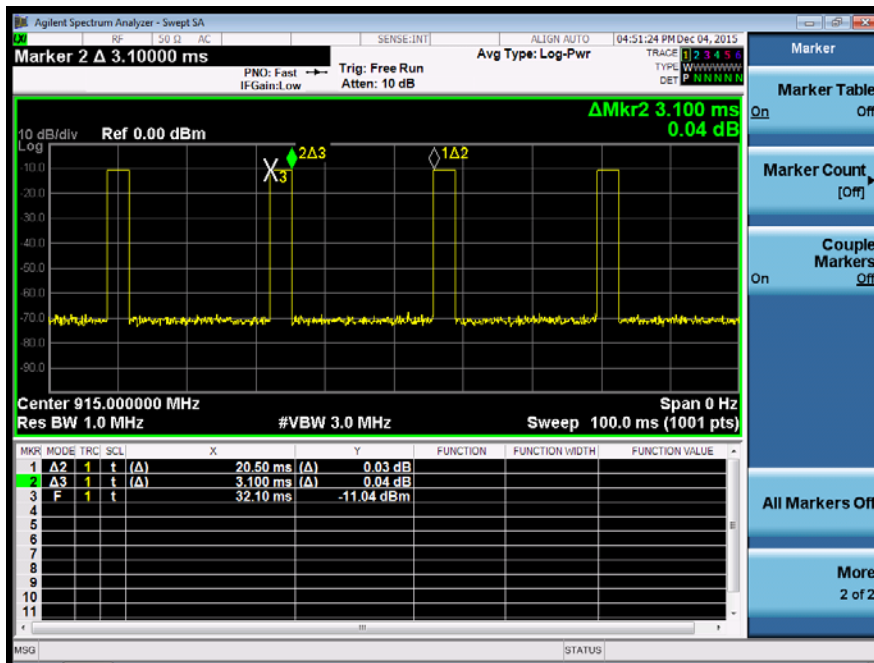 Agilent Spectrum Analyzer - Swept SA
LXI RF 50 Ω AC SENSE:INT ALIGN AUTO 04:51:24 PM Dec 04, 2015
Marker 2 Δ 3.10000 ms
PNO: Fast
IFGain:Low
Trig: Free Run
Atten: 10 dB
Avg Type: Log-Pwr
TRACE 1 2 3 4 5 6
TYPE WWWWWW
DET P N N N N N
ΔMkr2 3.100 ms
0.04 dB
10 dB/div Ref 0.00 dBm
Log
2Δ3
1Δ2
X3
-10.0
-20.0
-30.0
-40.0
-50.0
-60.0
-70.0
-80.0
-90.0
Center 915.000000 MHz Span 0 Hz
Res BW 1.0 MHz #VBW 3.0 MHz Sweep 100.0 ms (1001 pts)
MKR MODE TRC SCL X Y FUNCTION FUNCTION WIDTH FUNCTION VALUE
1 Δ2 1 t (Δ) 20.50 ms (Δ) 0.03 dB
2 Δ3 1 t (Δ) 3.100 ms (Δ) 0.04 dB
3 F 1 t 32.10 ms -11.04 dBm
4
5
6
7
8
9
10
11
MSG STATUS
Marker
Marker Table
On Off
Marker Count
[Off]
Couple
Markers
On Off
All Markers Off
More
2 of 2